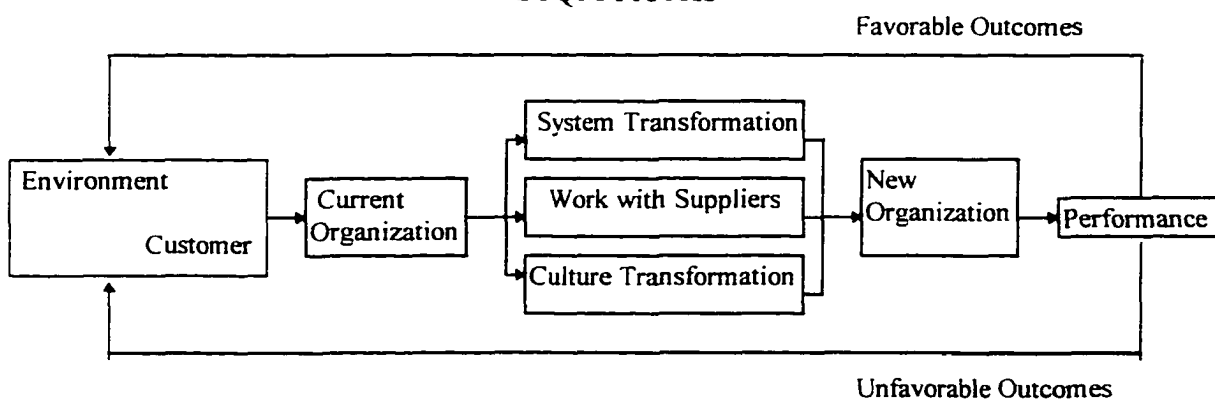 Favorable Outcomes
System Transformation
Environment
Customer
Current
Organization
Work with Suppliers
Culture Transformation
New
Organization
Performance
Unfavorable Outcomes